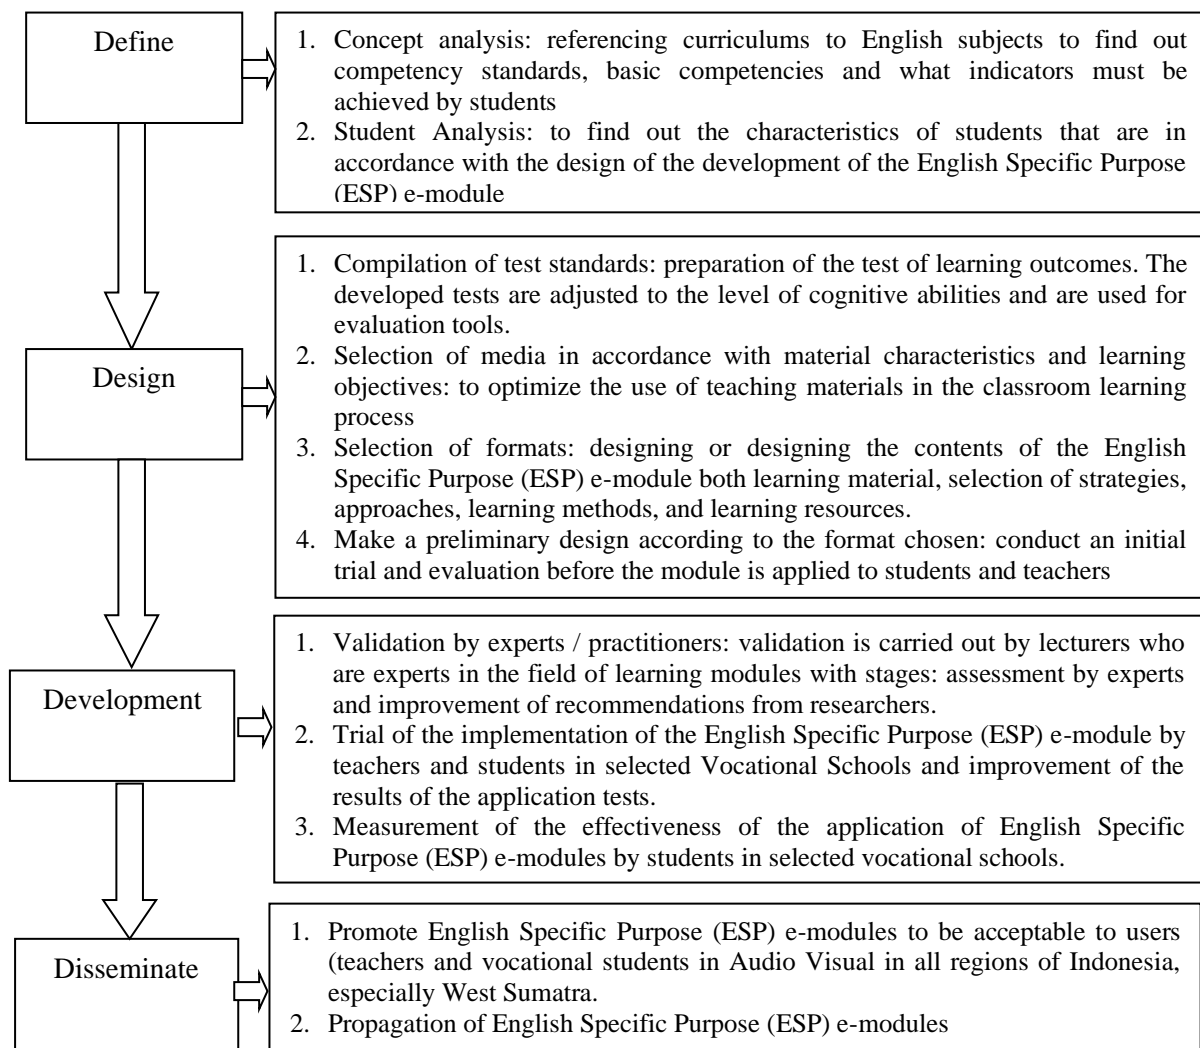 Define
1. Concept analysis: referencing curriculums to English subjects to find out
competency standards, basic competencies and what indicators must be
achieved by students
2. Student Analysis: to find out the characteristics of students that are in
accordance with the design of the development of the English Specific Purpose
(ESP) e-module
Design
1. Compilation of test standards: preparation of the test of learning outcomes. The
developed tests are adjusted to the level of cognitive abilities and are used for
evaluation tools.
2. Selection of media in accordance with material characteristics and learning
objectives: to optimize the use of teaching materials in the classroom learning
process
3. Selection of formats: designing or designing the contents of the English
Specific Purpose (ESP) e-module both learning material, selection of strategies,
approaches, learning methods, and learning resources.
4. Make a preliminary design according to the format chosen: conduct an initial
trial and evaluation before the module is applied to students and teachers
Development
1. Validation by experts / practitioners: validation is carried out by lecturers who
are experts in the field of learning modules with stages: assessment by experts
and improvement of recommendations from researchers.
2. Trial of the implementation of the English Specific Purpose (ESP) e-module by
teachers and students in selected Vocational Schools and improvement of the
results of the application tests.
3. Measurement of the effectiveness of the application of English Specific
Purpose (ESP) e-modules by students in selected vocational schools.
Disseminate
1. Promote English Specific Purpose (ESP) e-modules to be acceptable to users
(teachers and vocational students in Audio Visual in all regions of Indonesia,
especially West Sumatra.
2. Propagation of English Specific Purpose (ESP) e-modules